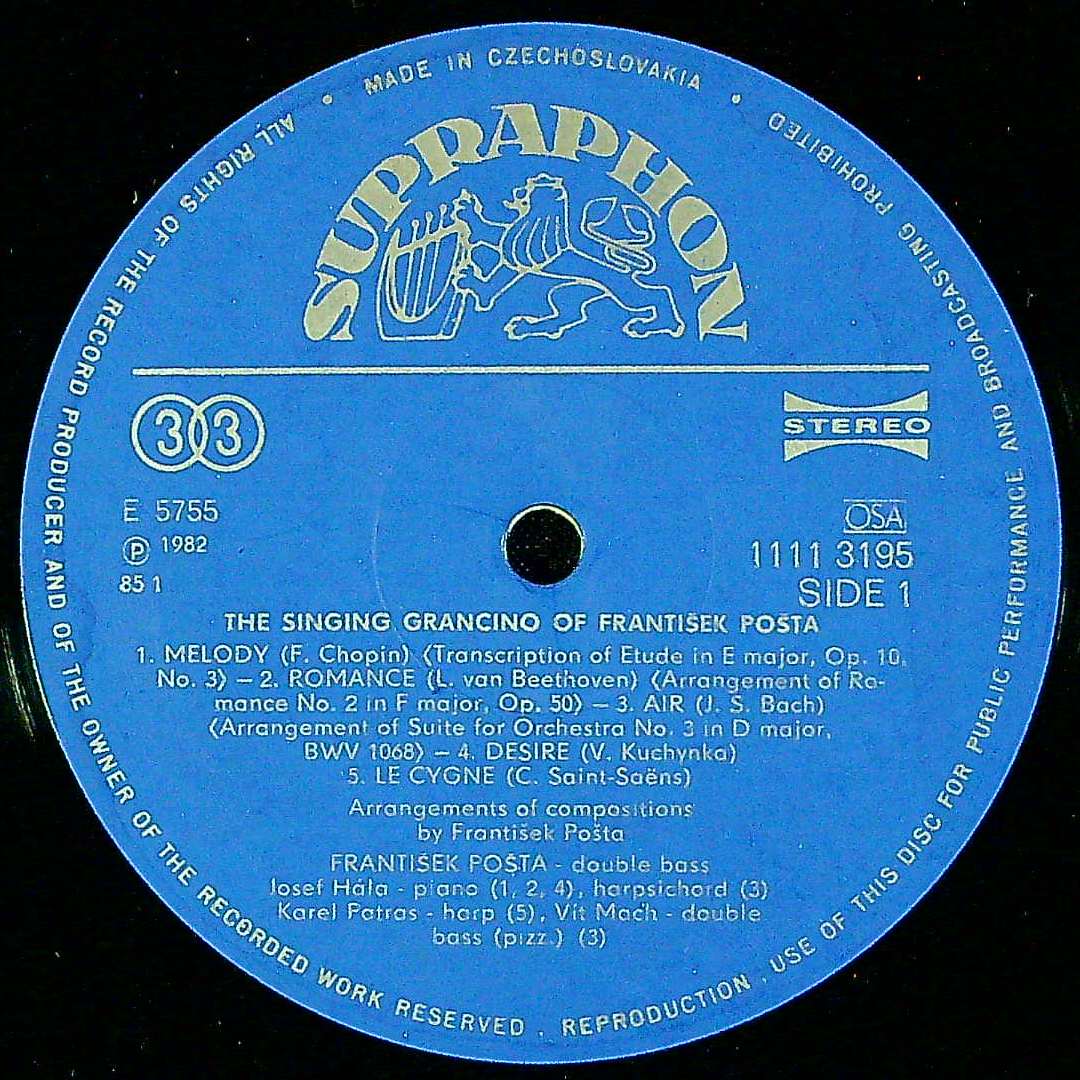 ALL RIGHTS OF THE RECORD PRODUCER AND OF THE OWNER OF THE RECORDED WORK RESERVED . REPRODUCTION . USE OF THIS DISC FOR PUBLIC PERFORMANCE AND BROADCASTING PROHIBITED
• MADE IN CZECHOSLOVAKIA •
SUPRAPHON
33
STEREO
E 5755
Ⓟ 1982
85 1
OSA
1111 3195
SIDE 1
THE SINGING GRANCINO OF FRANTIŠEK POŠTA
1. MELODY (F. Chopin) ⟨Transcription of Etude in E major, Op. 10,
No. 3⟩ – 2. ROMANCE (L. van Beethoven) ⟨Arrangement of Ro-
mance No. 2 in F major, Op. 50⟩ – 3. AIR (J. S. Bach)
⟨Arrangement of Suite for Orchestra No. 3 in D major,
BWV 1068⟩ – 4. DESIRE (V. Kuchynka)
5. LE CYGNE (C. Saint-Saëns)
Arrangements of compositions
by František Pošta
FRANTIŠEK POŠTA - double bass
Josef Hála - piano (1, 2, 4), harpsichord (3)
Karel Patras - harp (5), Vít Mach - double
bass (pizz.) (3)